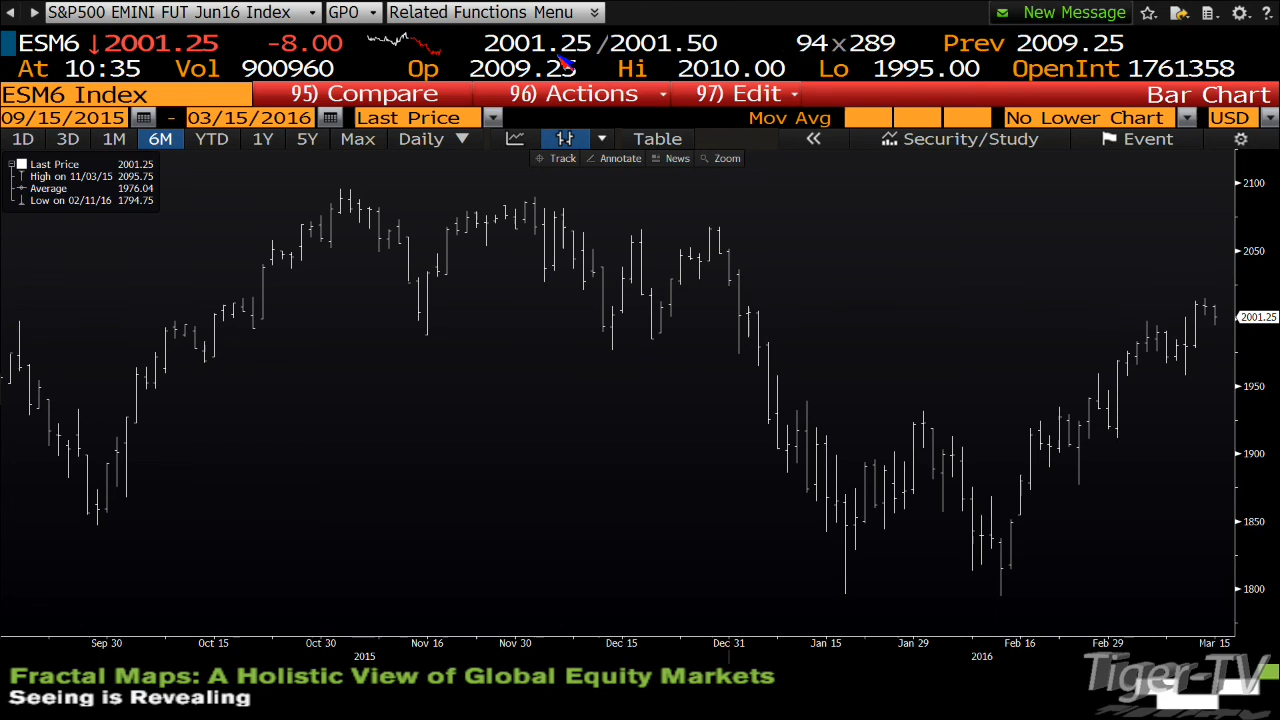 S&P500 EMINI FUT Jun16 Index GPO Related Functions Menu New Message
ESM6 ↓2001.25 -8.00 2001.25/2001.50 94x289 Prev 2009.25
At 10:35 Vol 900960 Op 2009.25 Hi 2010.00 Lo 1995.00 OpenInt 1761358
ESM6 Index 95) Compare 96) Actions 97) Edit Bar Chart
09/15/2015 - 03/15/2016 Last Price Mov Avg No Lower Chart USD
1D 3D 1M 6M YTD 1Y 5Y Max Daily ▼ Table « Security/Study Event
Track Annotate News Zoom
Last Price 2001.25
High on 11/03/15 2095.75
Average 1976.04
Low on 02/11/16 1794.75
2100
2050
2001.25
1950
1900
1850
1800
Sep 30 Oct 15 Oct 30 Nov 16 Nov 30 Dec 15 Dec 31 Jan 15 Jan 29 Feb 16 Feb 29 Mar 15
2015 2016
Fractal Maps: A Holistic View of Global Equity Markets
Seeing is Revealing
Tiger-TV